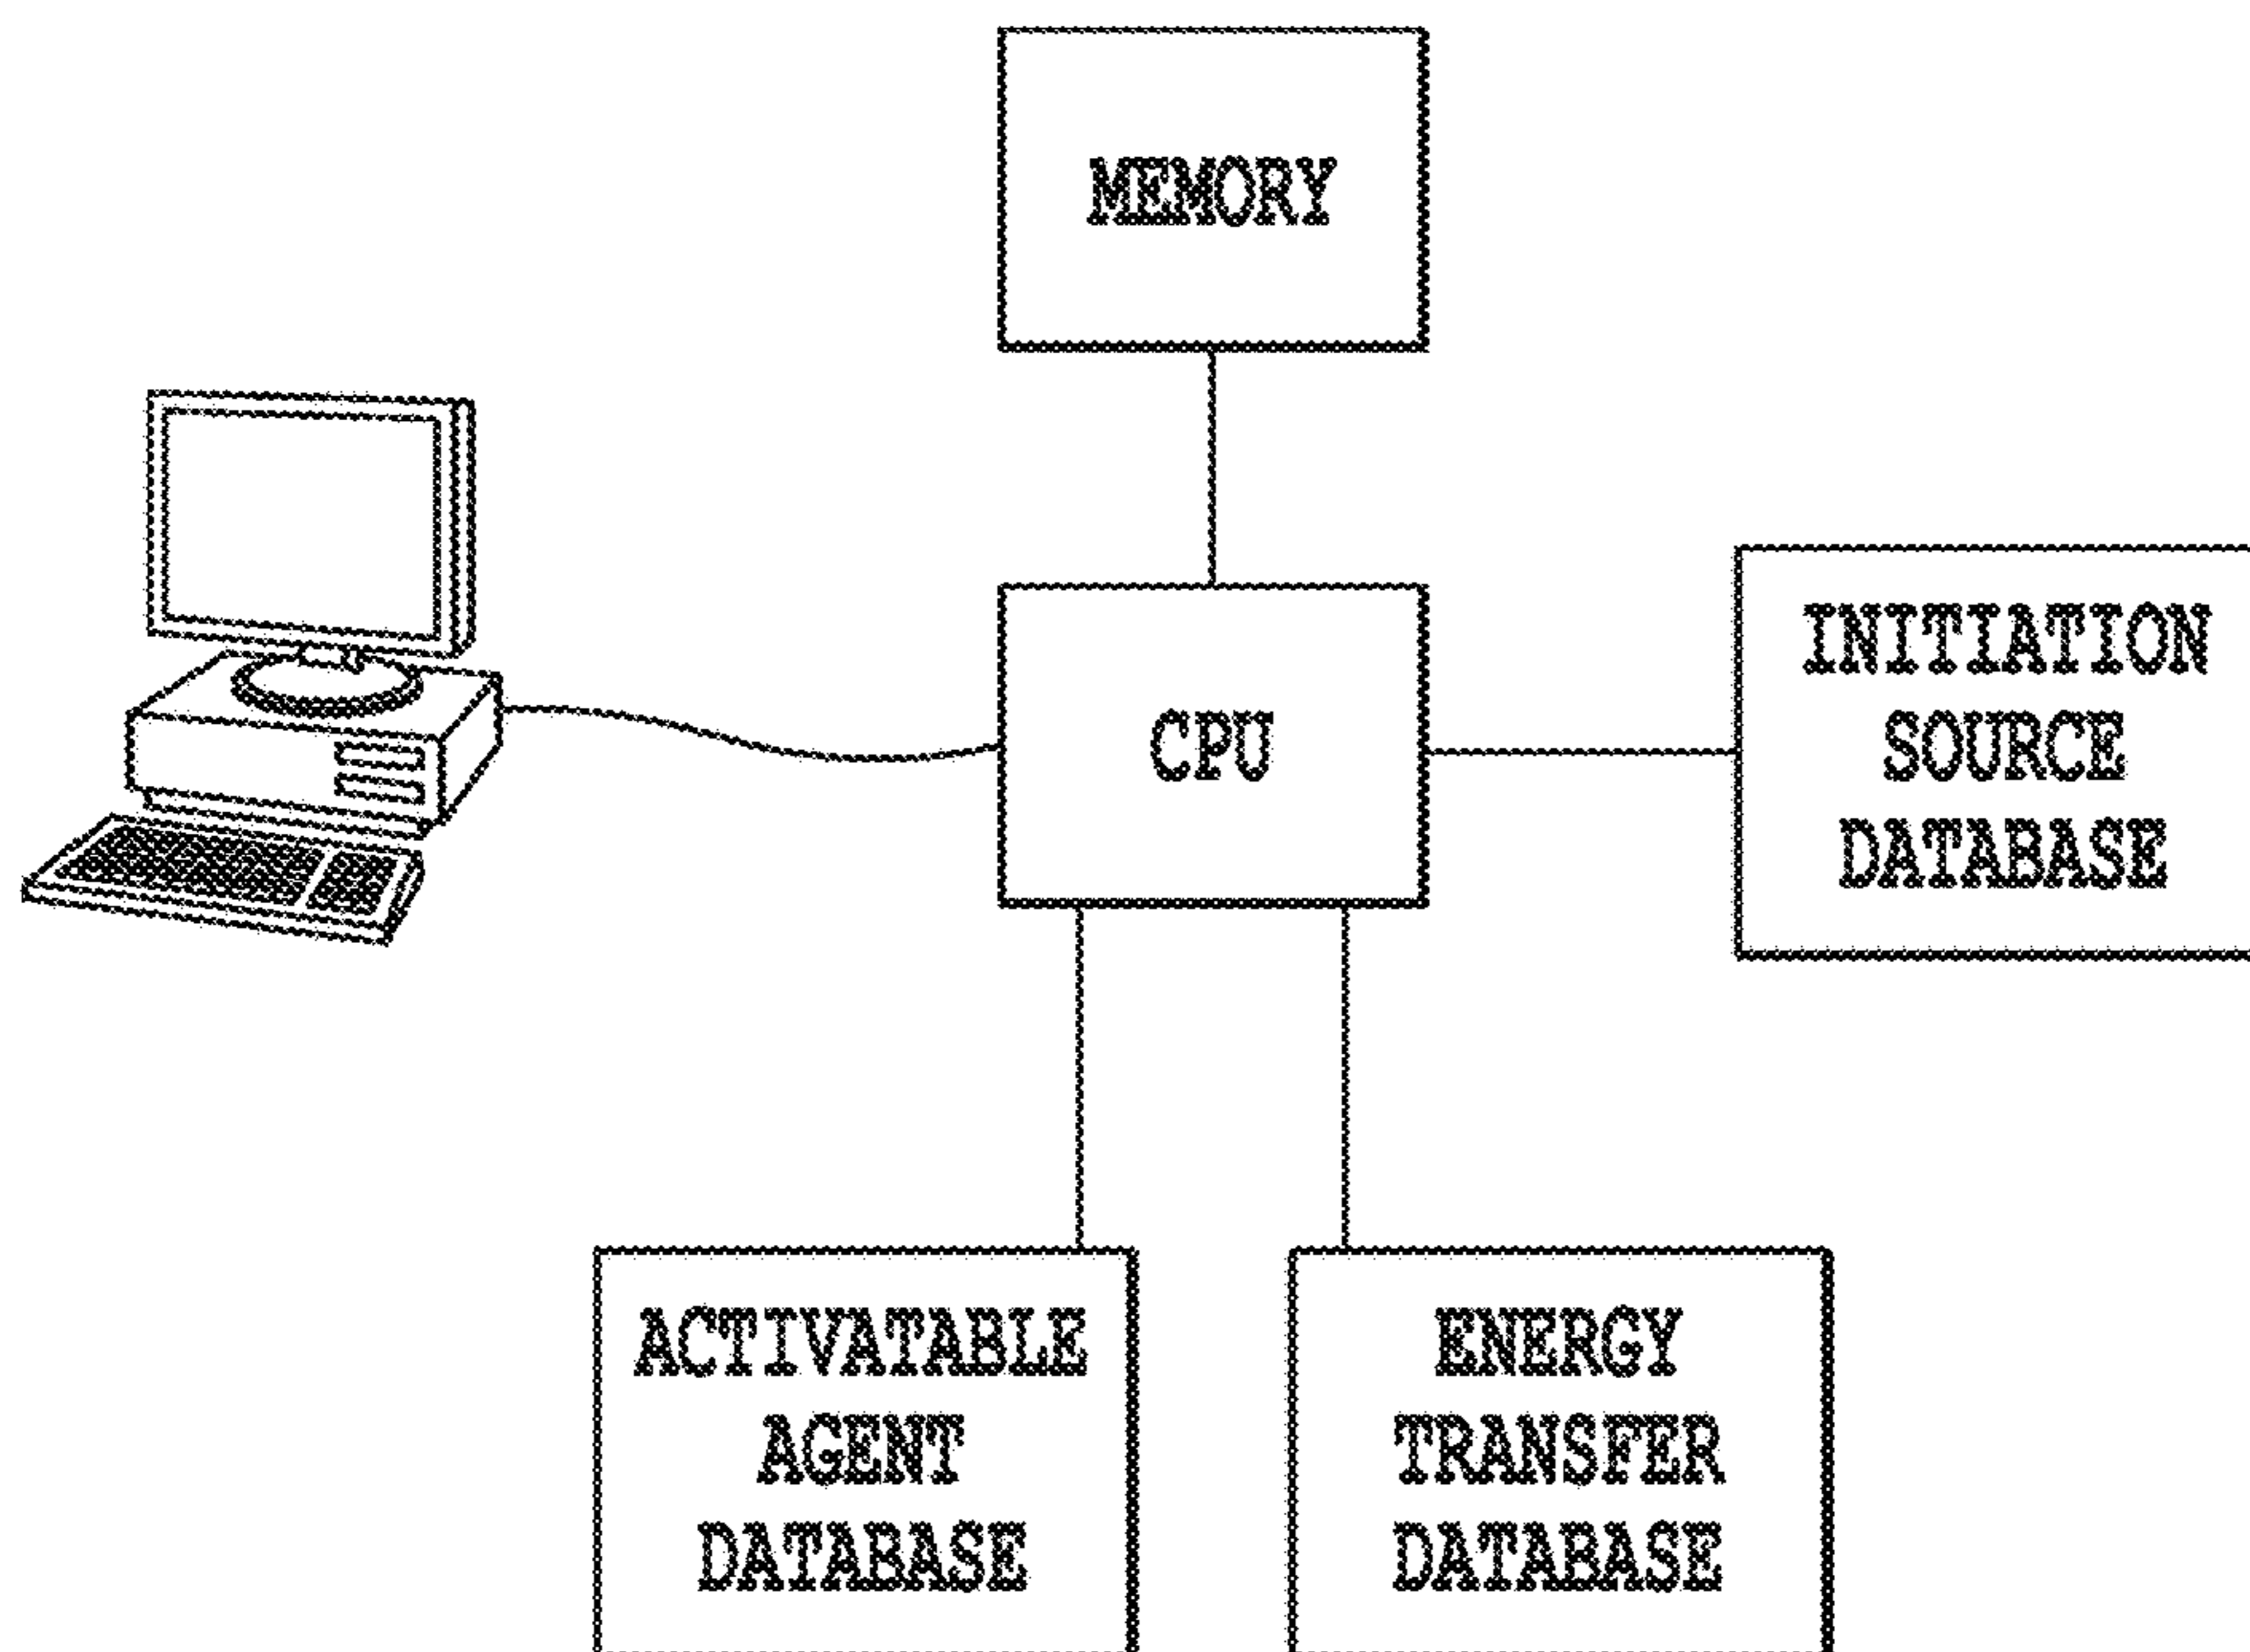 MEMORY
CPU
INITIATION
SOURCE
DATABASE
ACTIVATABLE
AGENT
DATABASE
ENERGY
TRANSFER
DATABASE